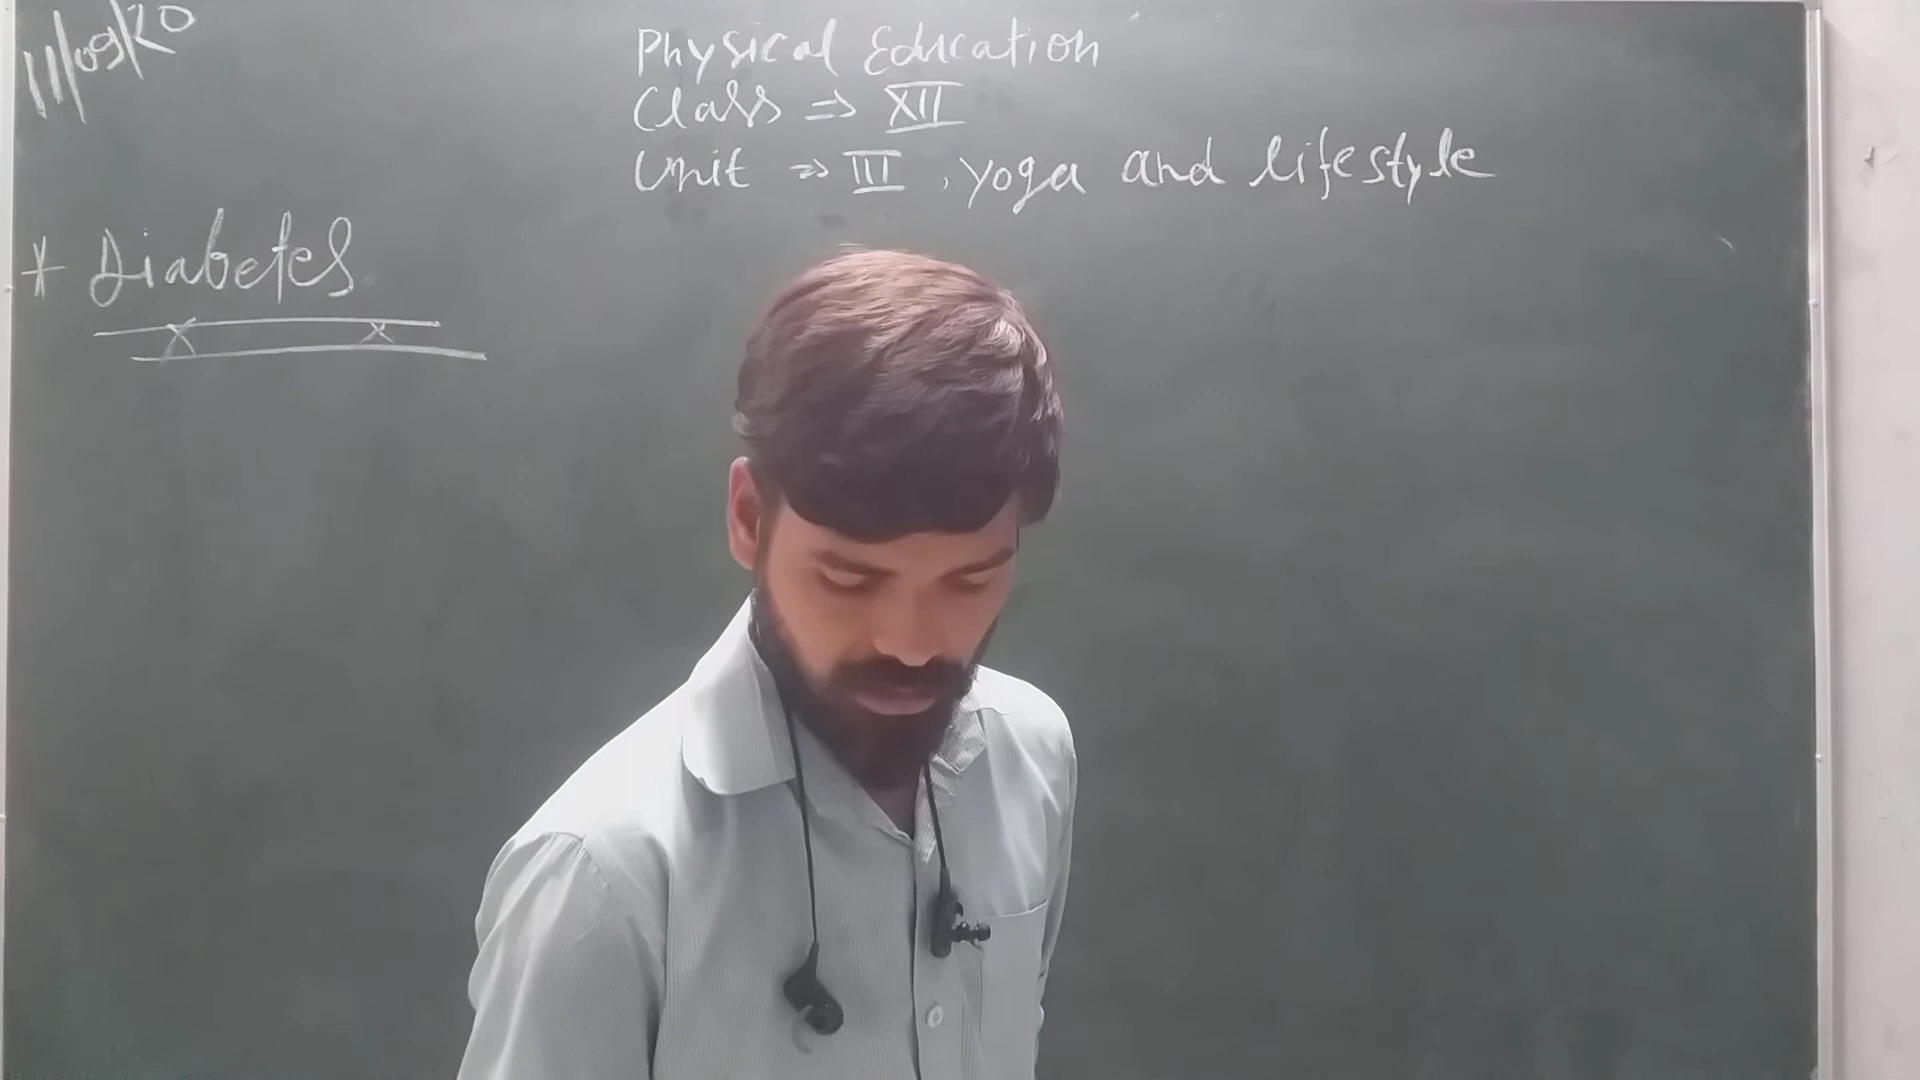 11/09/20
Physical Education
Class ⇒ XII
Unit ⇒ III, yoga and lifestyle
* Diabetes